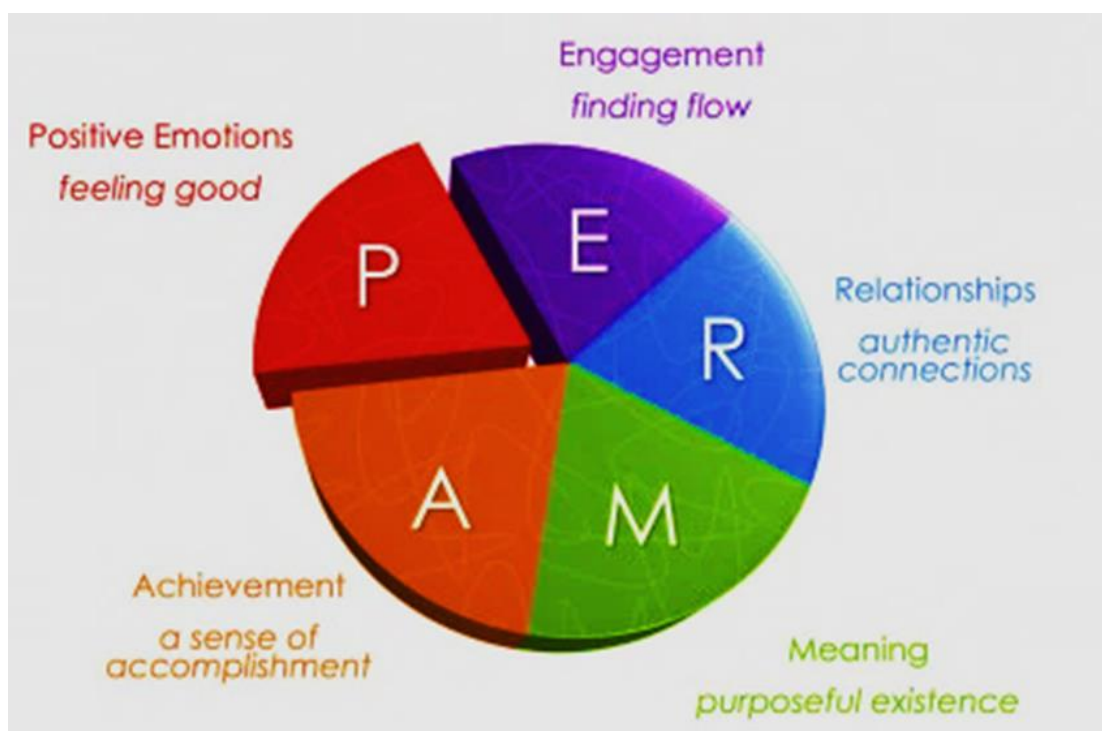 Engagement
finding flow
Positive Emotions
feeling good
P
E
R
Relationships
authentic
connections
A
M
Achievement
a sense of
accomplishment
Meaning
purposeful existence